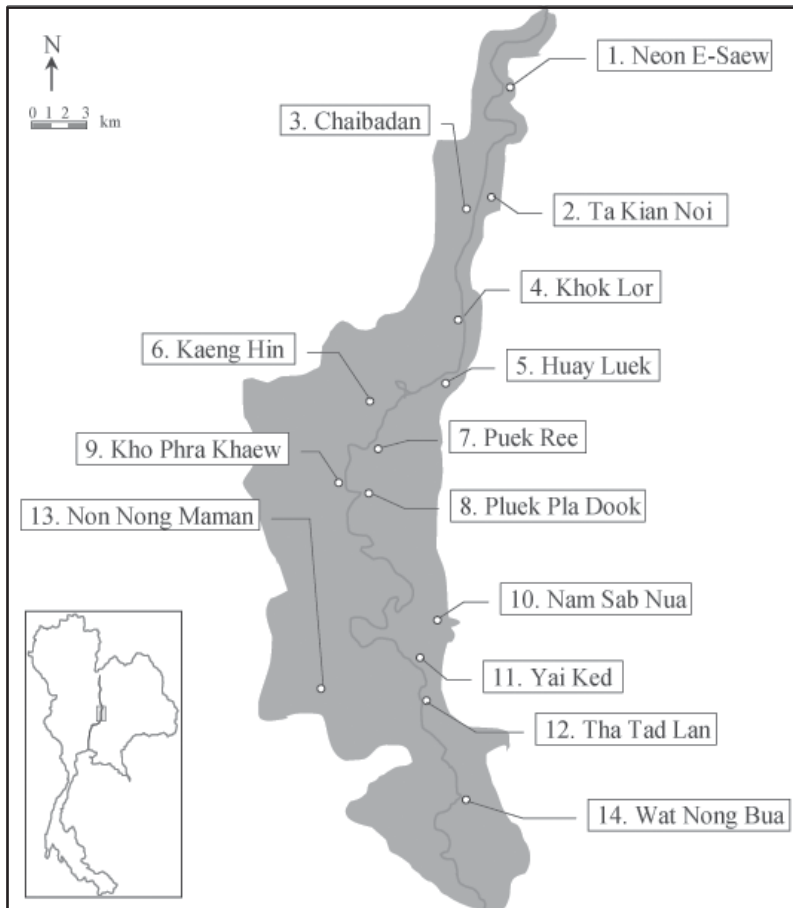 N
0 1 2 3
km
1. Neon E-Saew
3. Chaibadan
2. Ta Kian Noi
4. Khok Lor
6. Kaeng Hin
5. Huay Luek
7. Puek Ree
9. Kho Phra Khaew
8. Pluek Pla Dook
13. Non Nong Maman
10. Nam Sab Nua
11. Yai Ked
12. Tha Tad Lan
14. Wat Nong Bua